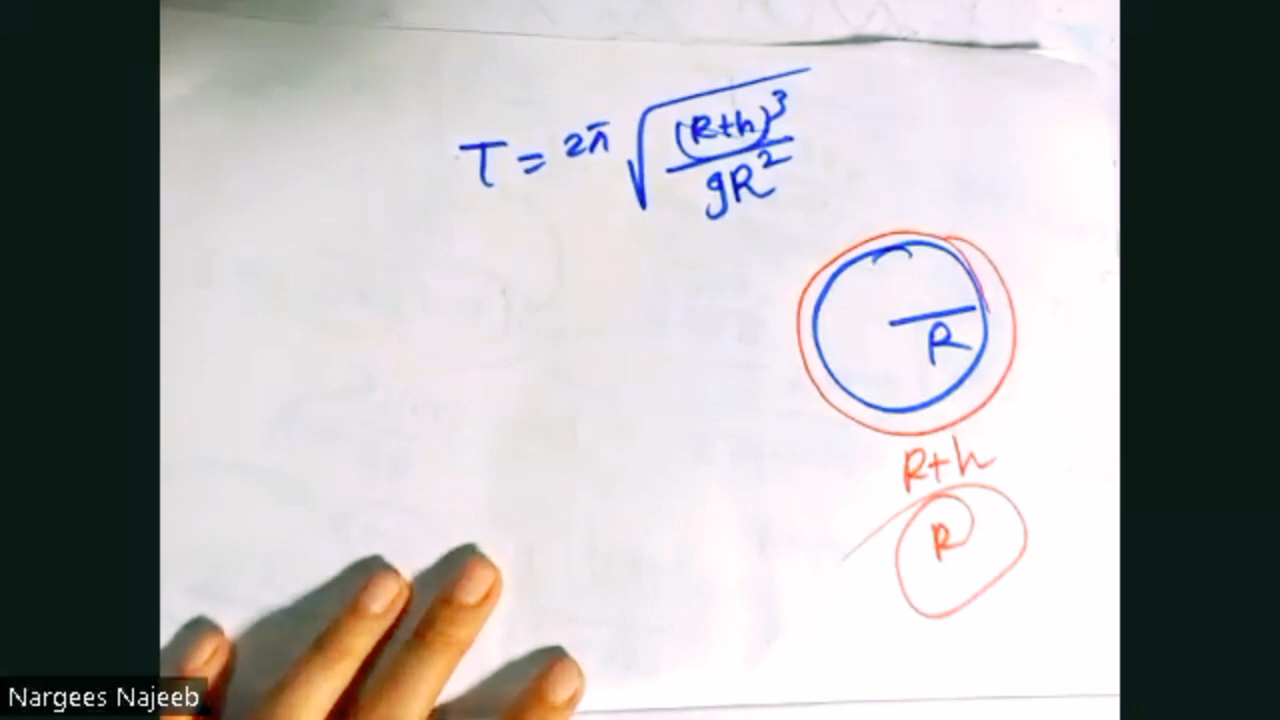 T = 2π √((R+h)³ / gR²)
R
R+h
R
Nargees Najeeb